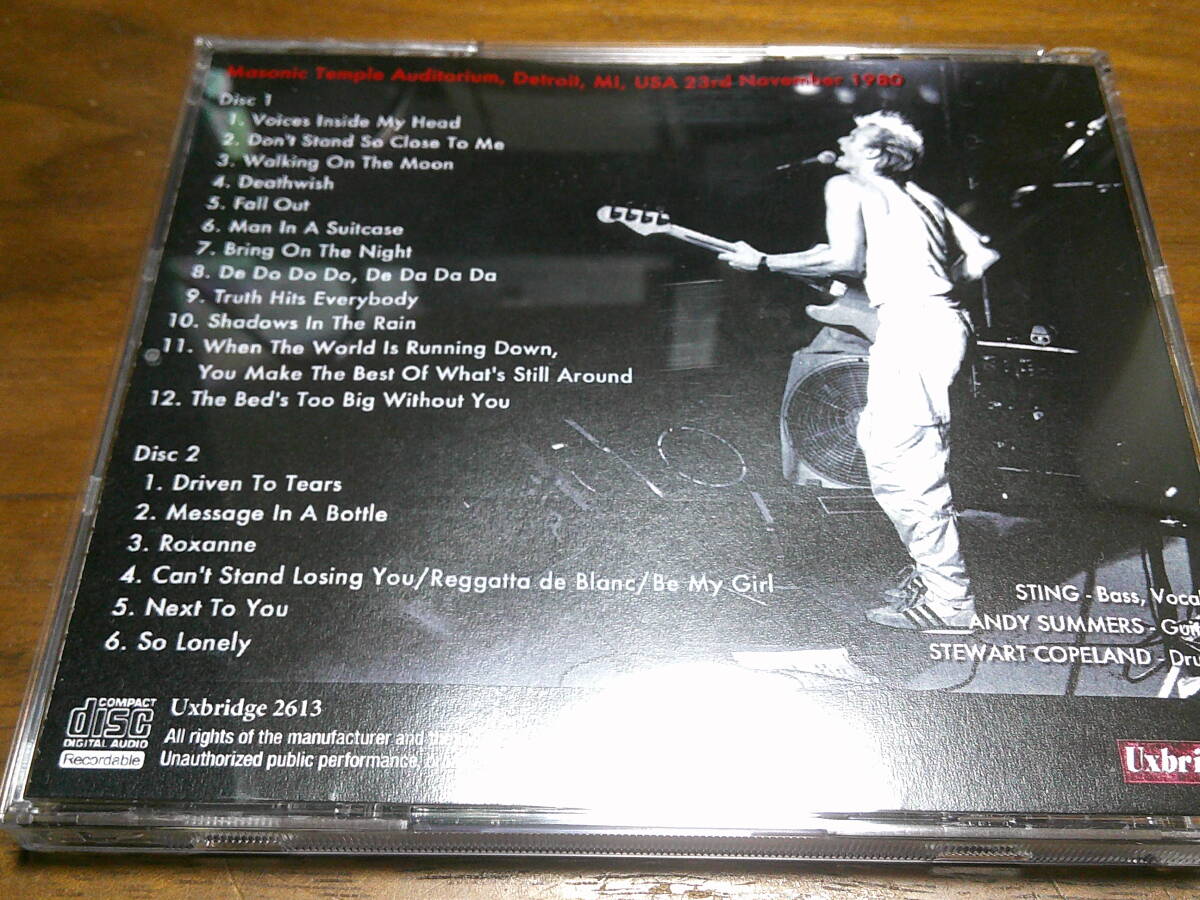 Masonic Temple Auditorium, Detroit, MI, USA 23rd November 1980
Disc 1
1. Voices Inside My Head
2. Don't Stand So Close To Me
3. Walking On The Moon
4. Deathwish
5. Fall Out
6. Man In A Suitcase
7. Bring On The Night
8. De Do Do Do, De Da Da Da
9. Truth Hits Everybody
10. Shadows In The Rain
11. When The World Is Running Down,
You Make The Best Of What's Still Around
12. The Bed's Too Big Without You
Disc 2
1. Driven To Tears
2. Message In A Bottle
3. Roxanne
4. Can't Stand Losing You/Reggatta de Blanc/Be My Girl
5. Next To You
6. So Lonely
STING - Bass, Vocal
ANDY SUMMERS -
STEWART COPELAND -
COMPACT
disc
DIGITAL AUDIO
Recordable
Uxbridge 2613
All rights of the manufacturer and
Unauthorized public performance,
Uxbri